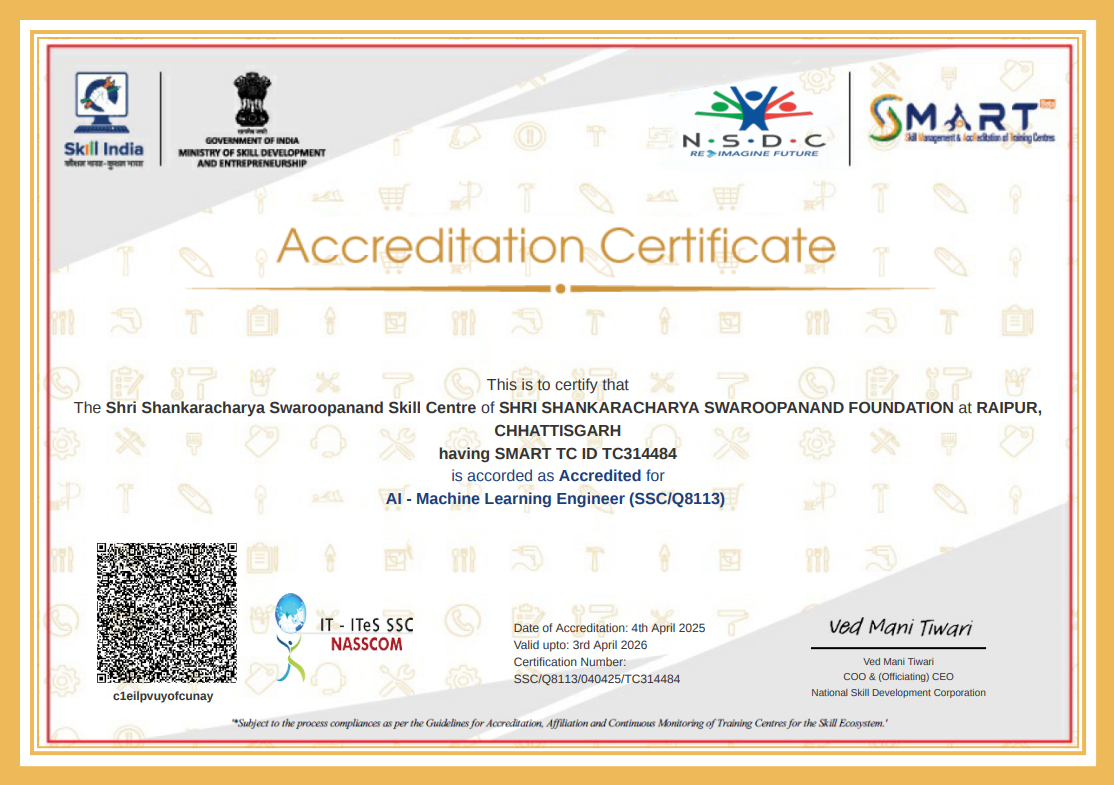 Skill India
कौशल भारत-कुशल भारत
सत्यमेव जयते
GOVERNMENT OF INDIA
MINISTRY OF SKILL DEVELOPMENT
AND ENTREPRENEURSHIP
N·S·D·C
RE IMAGINE FUTURE
SMART
Skill Management & Accreditation of Training Centres
Accreditation Certificate
This is to certify that
The Shri Shankaracharya Swaroopanand Skill Centre of SHRI SHANKARACHARYA SWAROOPANAND FOUNDATION at RAIPUR,
CHHATTISGARH
having SMART TC ID TC314484
is accorded as Accredited for
AI - Machine Learning Engineer (SSC/Q8113)
c1eilpvuyofcunay
IT - ITeS SSC
NASSCOM
Date of Accreditation: 4th April 2025
Valid upto: 3rd April 2026
Certification Number:
SSC/Q8113/040425/TC314484
Ved Mani Tiwari
Ved Mani Tiwari
COO & (Officiating) CEO
National Skill Development Corporation
'*Subject to the process compliances as per the Guidelines for Accreditation, Affiliation and Continuous Monitoring of Training Centres for the Skill Ecosystem.'